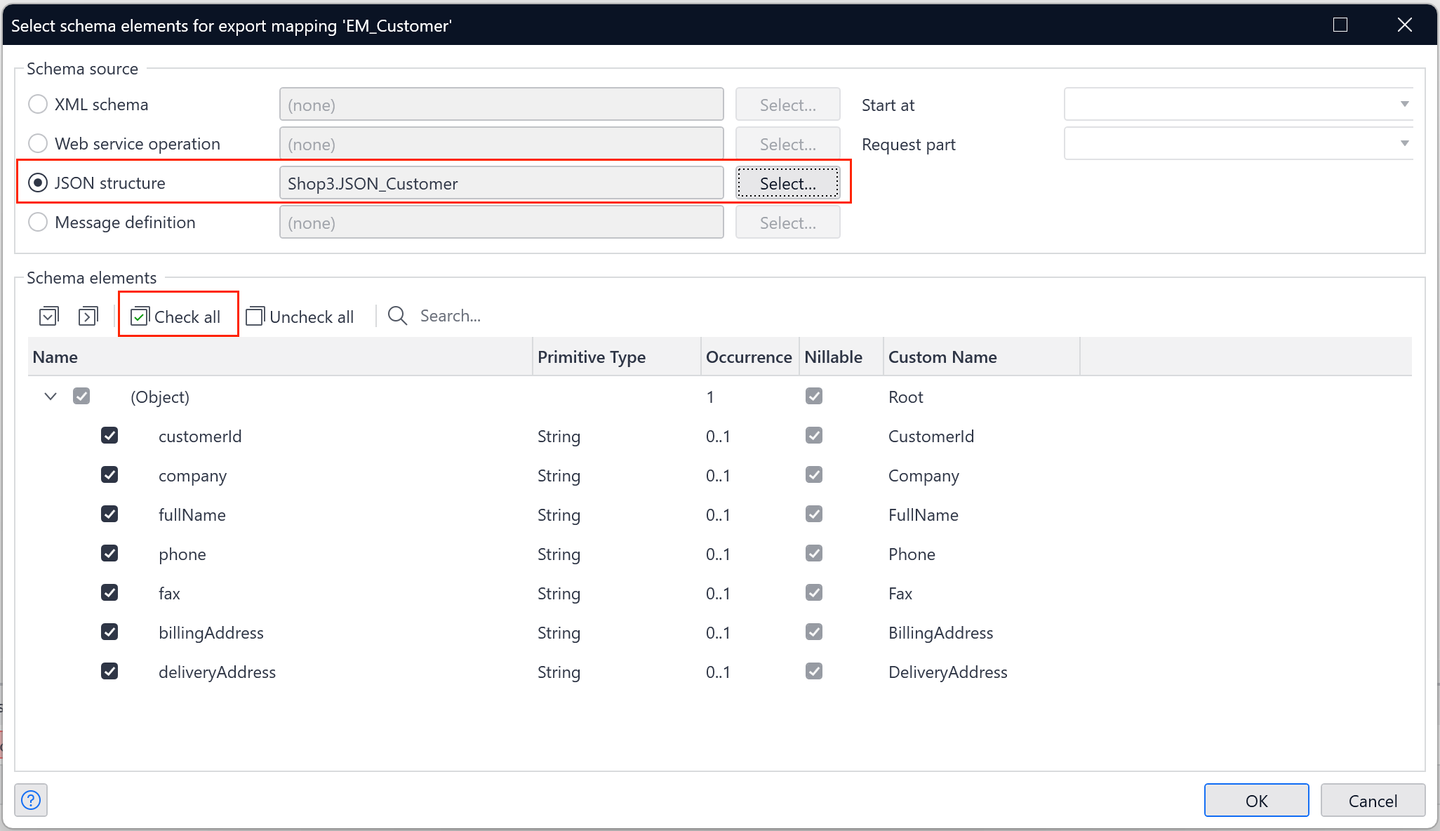 Select schema elements for export mapping 'EM_Customer'
Schema source
XML schema (none) Select... Start at
Web service operation (none) Select... Request part
JSON structure Shop3.JSON_Customer Select...
Message definition (none) Select...
Schema elements
Check all Uncheck all Search...
Name Primitive Type Occurrence Nillable Custom Name
(Object) 1 Root
customerId String 0..1 CustomerId
company String 0..1 Company
fullName String 0..1 FullName
phone String 0..1 Phone
fax String 0..1 Fax
billingAddress String 0..1 BillingAddress
deliveryAddress String 0..1 DeliveryAddress
? OK Cancel